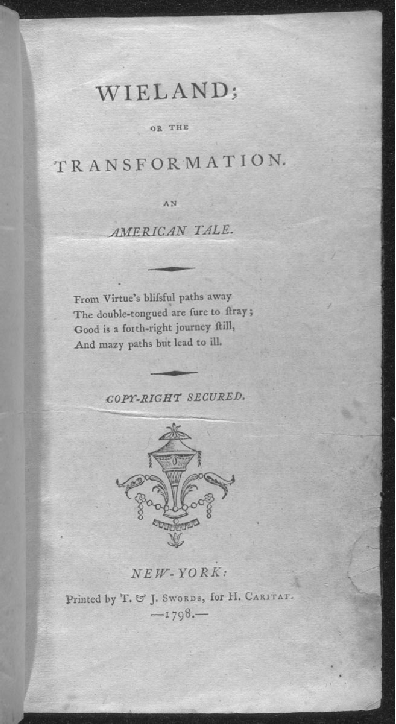 WIELAND;
OR THE
TRANSFORMATION.
AN
AMERICAN TALE.
From Virtue's bliſsful paths away
The double-tongued are ſure to ſtray;
Good is a forth-right journey ſtill,
And mazy paths but lead to ill.
COPY-RIGHT SECURED.
NEW-YORK:
Printed by T. & J. SWORDS, for H. CARITAT.
—1798.—